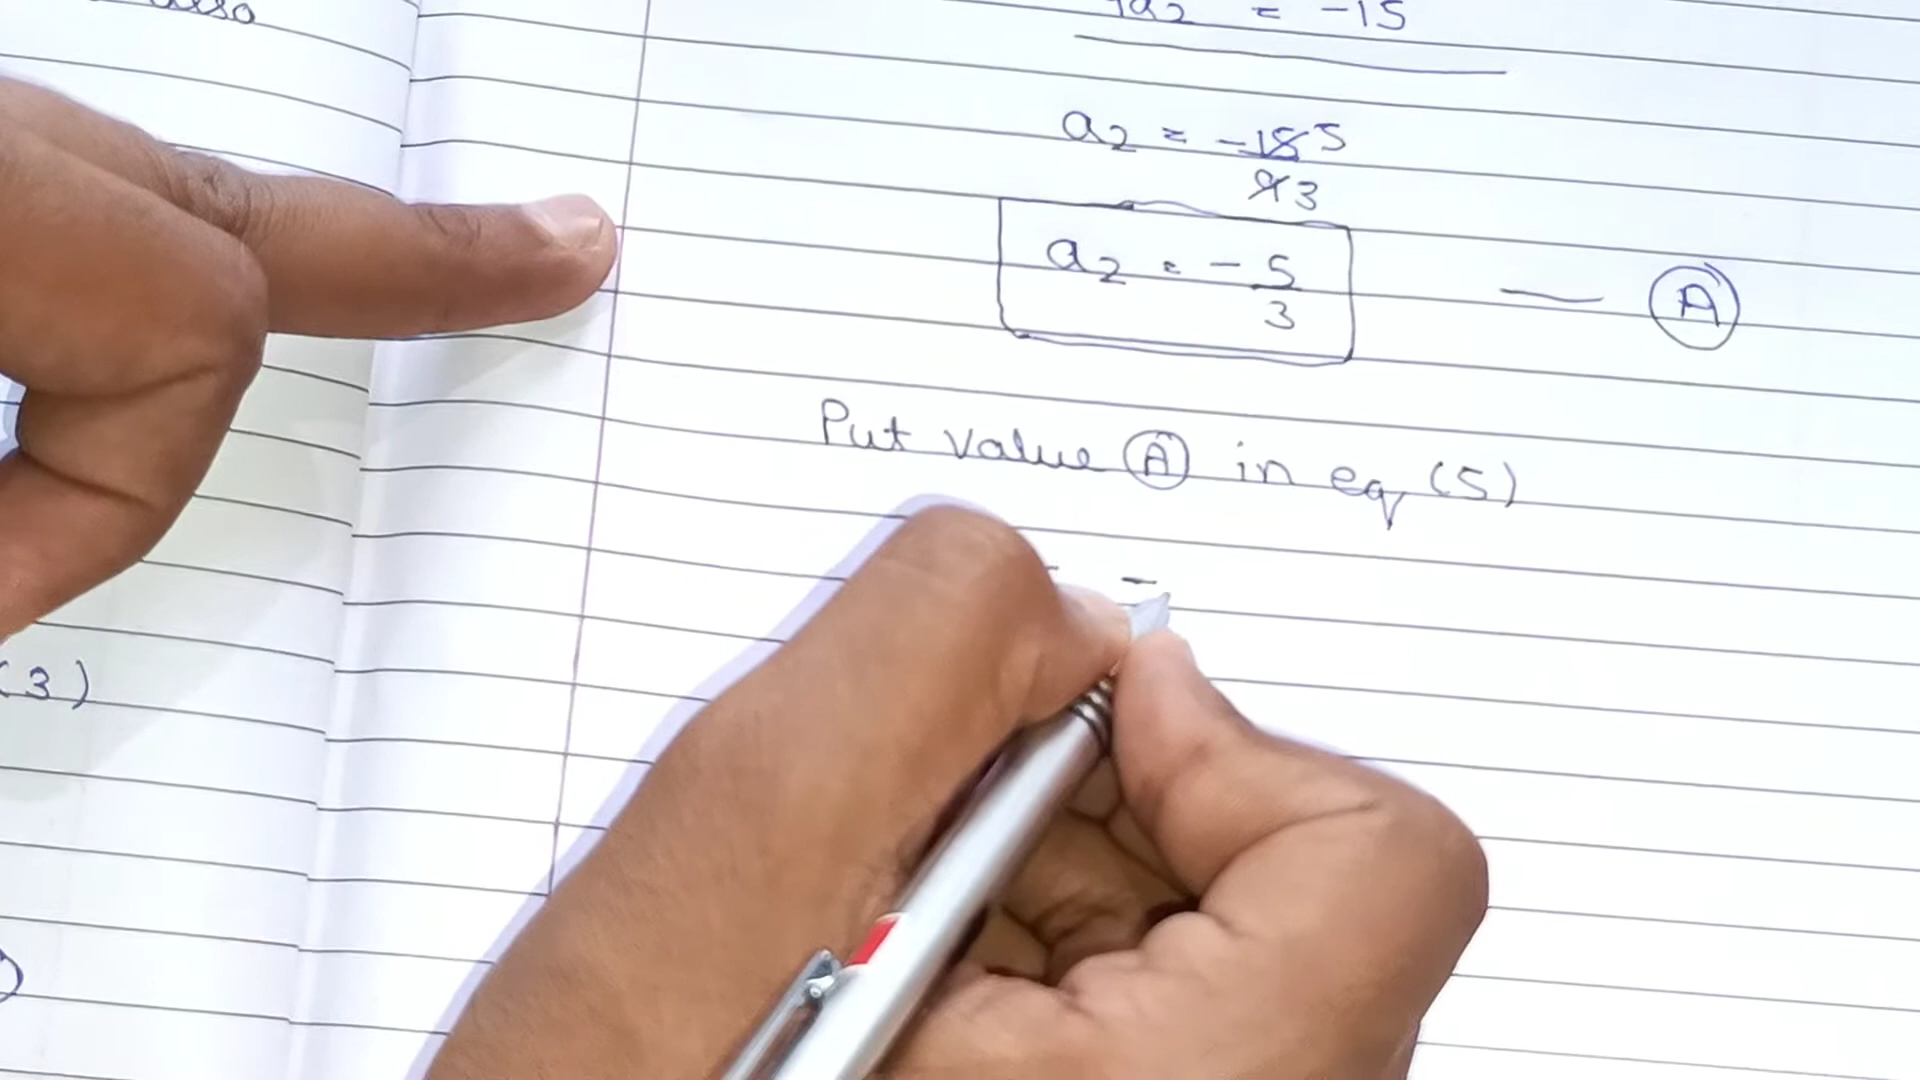 a2 = -15
a2 = -15 5
9 3
a2 = - 5
3
— A
Put value A in eq (5)
-
(3)